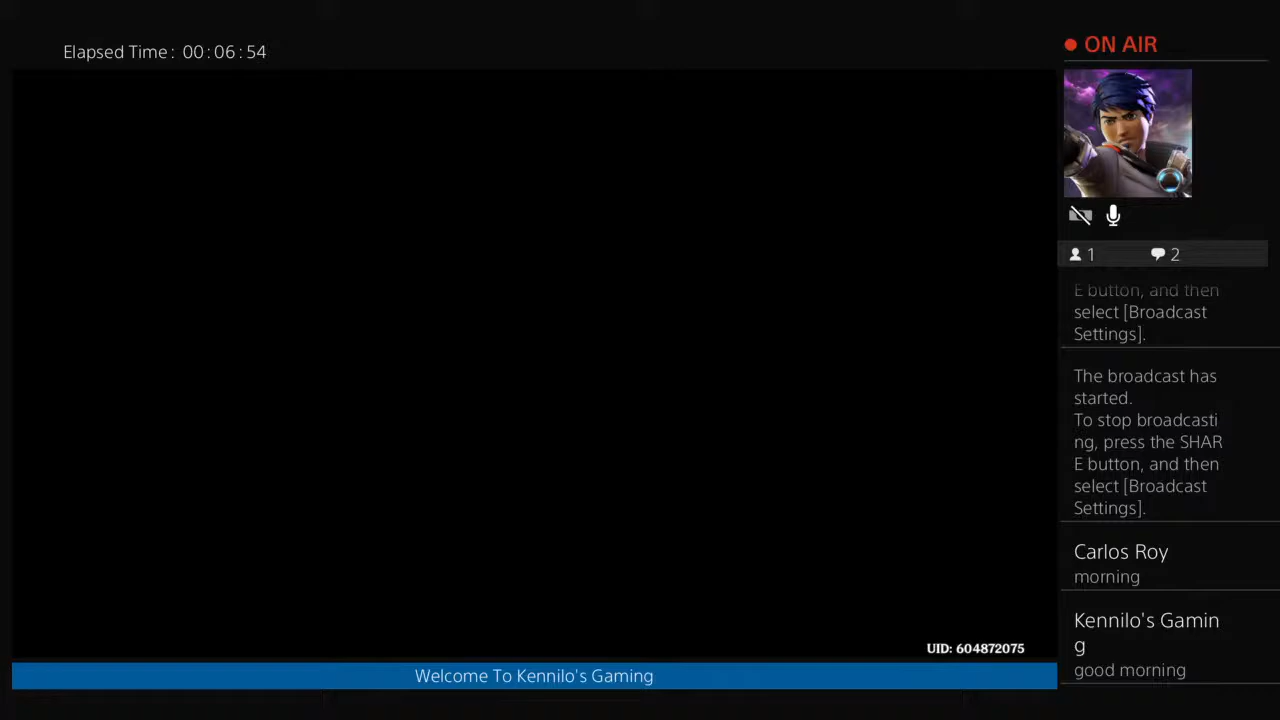 Elapsed Time: 00:06:54
ON AIR
1
2
E button, and then
select [Broadcast
Settings].
The broadcast has
started.
To stop broadcasti
ng, press the SHAR
E button, and then
select [Broadcast
Settings].
Carlos Roy
morning
Kennilo's Gamin
g
good morning
UID: 604872075
Welcome To Kennilo's Gaming